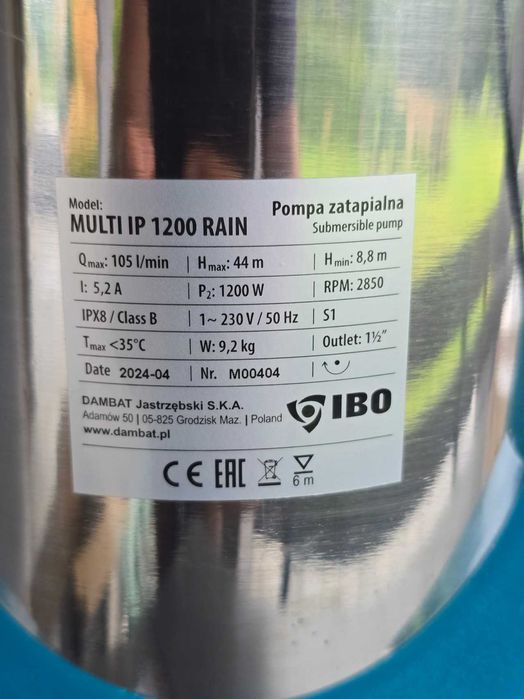 Model:
MULTI IP 1200 RAIN
Pompa zatapialna
Submersible pump
Qmax: 105 l/min | Hmax: 44 m | Hmin: 8,8 m
I: 5,2 A | P2: 1200 W | RPM: 2850
IPX8 / Class B | 1~ 230 V / 50 Hz | S1
Tmax <35°C | W: 9,2 kg | Outlet: 1½"
Date 2024-04 | Nr. M00404 |
DAMBAT Jastrzębski S.K.A.
Adamów 50 | 05-825 Grodzisk Maz. | Poland
www.dambat.pl
IBO
CE EAC 6 m